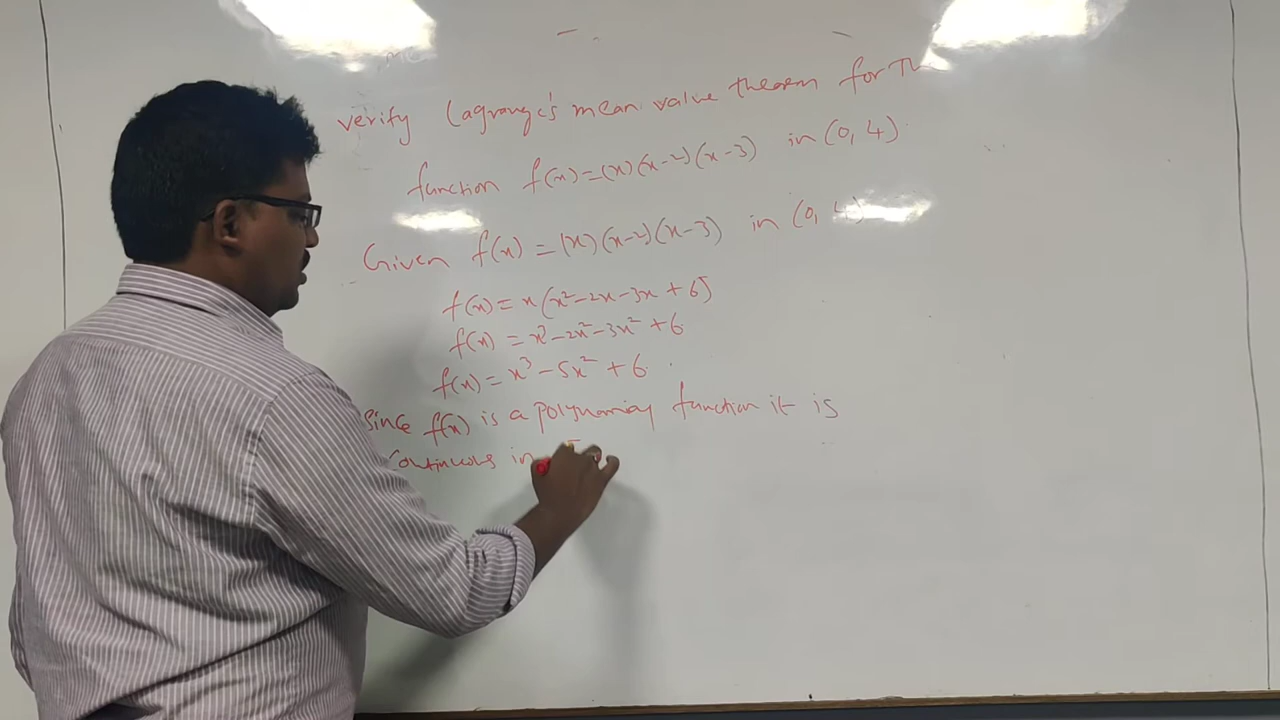 verify Lagrange's mean value theorem for Th
function f(x)=(x)(x-2)(x-3) in (0, 4).
Given f(x) = (x)(x-2)(x-3) in (0, 4)
f(x) = x(x²-2x-3x+6)
f(x) = x³-2x²-3x²+6
f(x) = x³-5x²+6.
Since f(x) is a polynomial function it is
Continuous in [